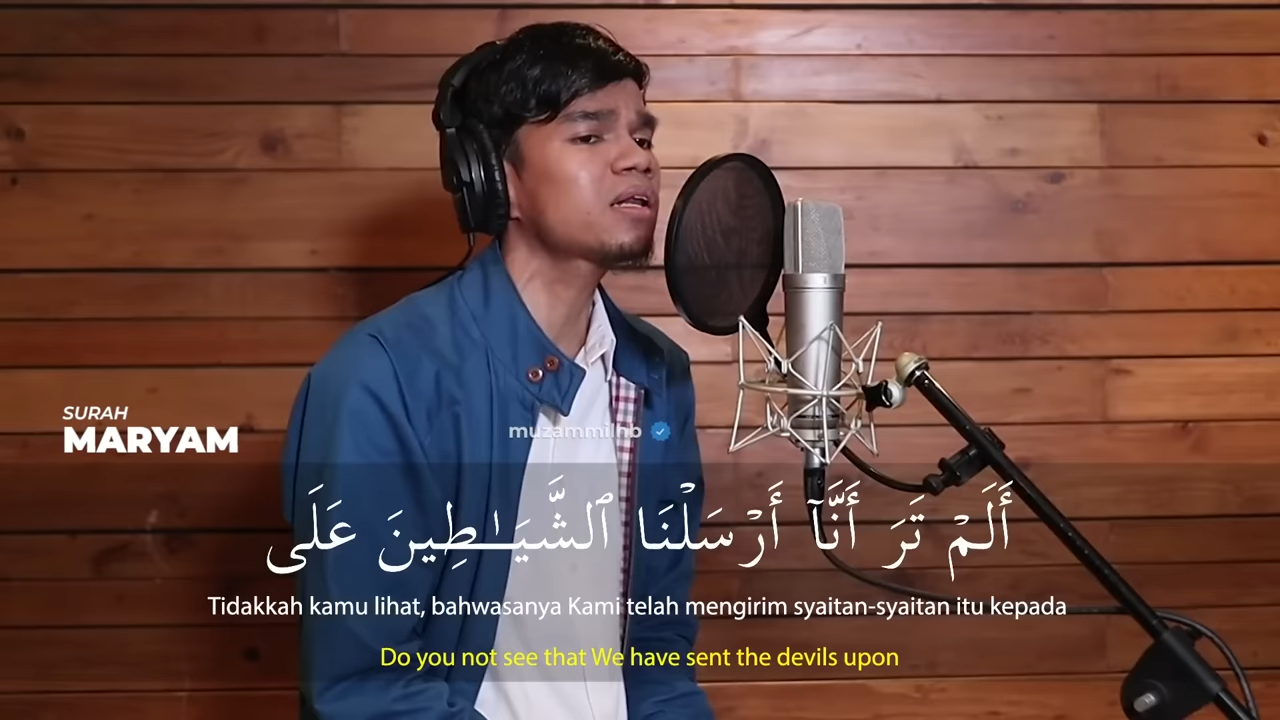 SURAH
MARYAM
muzammilhb
أَلَمْ تَرَ أَنَّآ أَرْسَلْنَا ٱلشَّيَـٰطِينَ عَلَى
Tidakkah kamu lihat, bahwasanya Kami telah mengirim syaitan-syaitan itu kepada
Do you not see that We have sent the devils upon